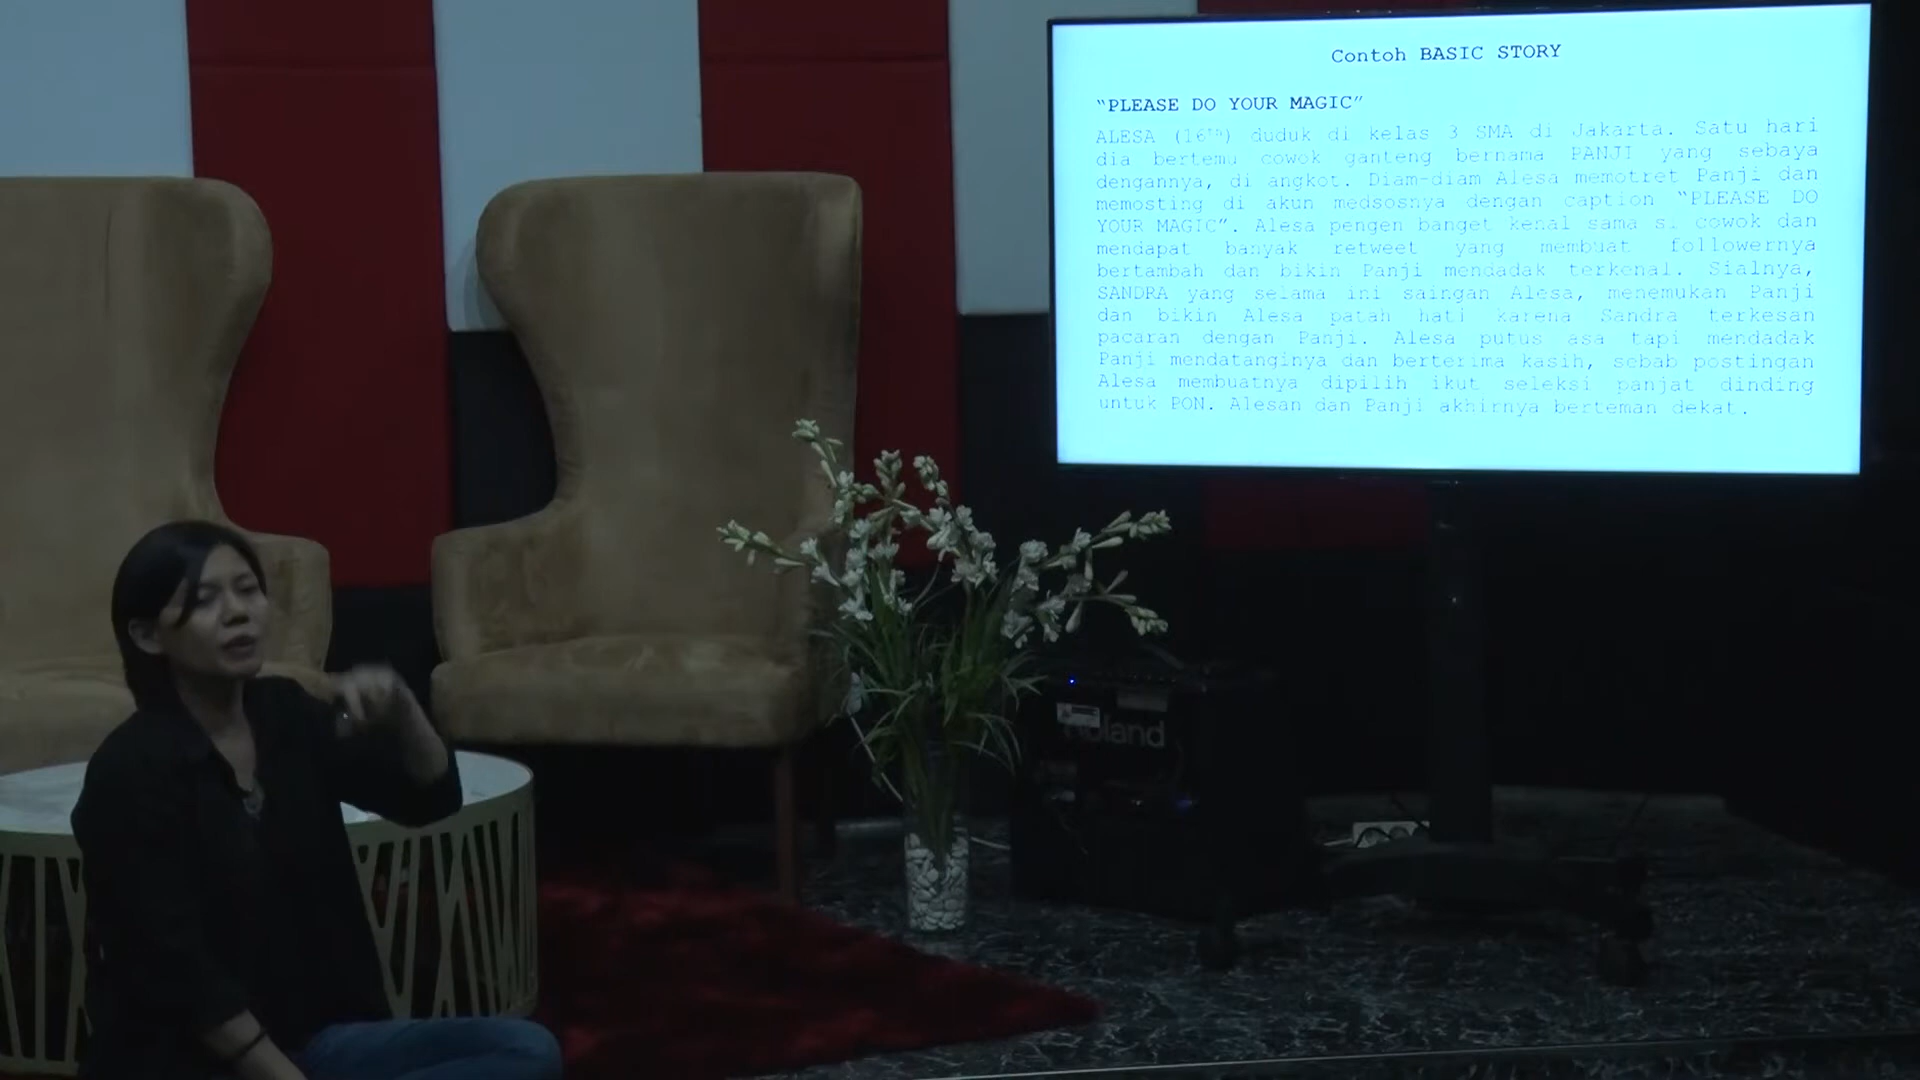 Contoh BASIC STORY
“PLEASE DO YOUR MAGIC”
ALESA (16ᵗʰ) duduk di kelas 3 SMA di Jakarta. Satu hari
dia bertemu cowok ganteng bernama PANJI yang sebaya
dengannya, di angkot. Diam-diam Alesa memotret Panji dan
memosting di akun medsosnya dengan caption “PLEASE DO
YOUR MAGIC”. Alesa pengen banget kenal sama si cowok dan
mendapat banyak retweet yang membuat followernya
bertambah dan bikin Panji mendadak terkenal. Sialnya,
SANDRA yang selama ini saingan Alesa, menemukan Panji
dan bikin Alesa patah hati karena Sandra terkesan
pacaran dengan Panji. Alesa putus asa tapi mendadak
Panji mendatanginya dan berterima kasih, sebab postingan
Alesa membuatnya dipilih ikut seleksi panjat dinding
untuk PON. Alesan dan Panji akhirnya berteman dekat.
Roland